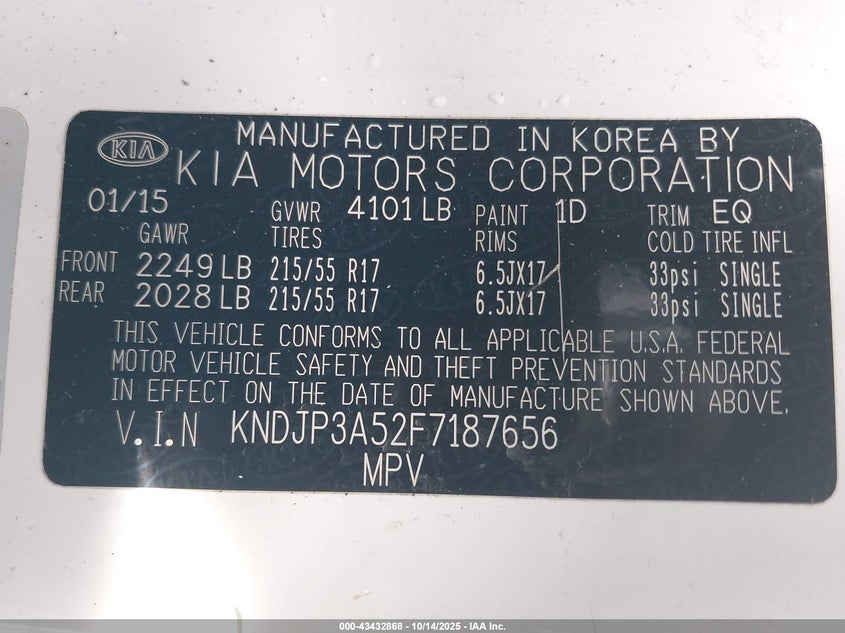 KIA
MANUFACTURED IN KOREA BY
KIA MOTORS CORPORATION
01/15 GVWR 4101 LB PAINT 1D TRIM EQ
GAWR TIRES RIMS COLD TIRE INFL
FRONT 2249 LB 215/55 R17 6.5JX17 33psi SINGLE
REAR 2028 LB 215/55 R17 6.5JX17 33psi SINGLE
THIS VEHICLE CONFORMS TO ALL APPLICABLE U.S.A. FEDERAL
MOTOR VEHICLE SAFETY AND THEFT PREVENTION STANDARDS
IN EFFECT ON THE DATE OF MANUFACTURE SHOWN ABOVE.
V.I.N KNDJP3A52F7187656
MPV
000-43432868 - 10/14/2025 - IAA Inc.